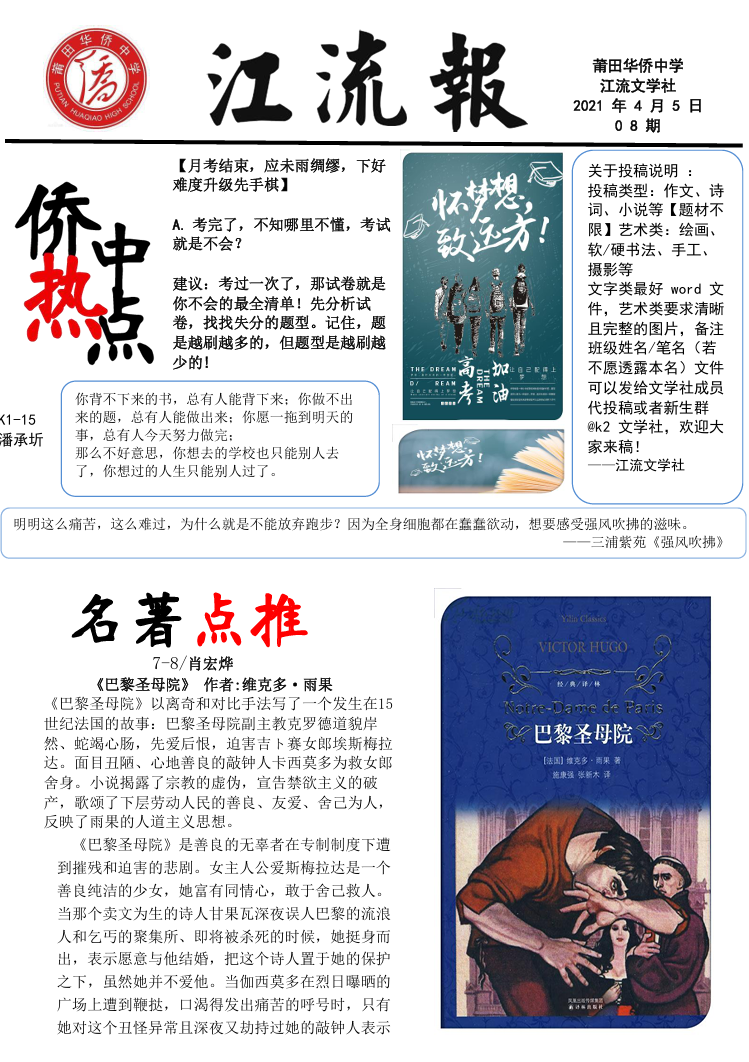 莆田华侨中学
PUTIAN HUAQIAO HIGH SCHOOL
侨
江流報
莆田华侨中学
江流文学社
2021 年 4 月 5 日
08 期
侨中
热点
【月考结束，应未雨绸缪，下好
难度升级先手棋】
A. 考完了，不知哪里不懂，考试
就是不会？
建议：考过一次了，那试卷就是
你不会的最全清单！先分析试
卷，找找失分的题型。记住，题
是越刷越多的，但题型是越刷越
少的！
怀梦想，
致远方！
THE DREAM
D/ REAM
高考
THE DREAM
加油
让自己配得上
梦想
关于投稿说明 ：
投稿类型：作文、诗
词、小说等【题材不
限】艺术类：绘画、
软/硬书法、手工、
摄影等
文字类最好 word 文
件，艺术类要求清晰
且完整的图片，备注
班级姓名/笔名（若
不愿透露本名）文件
可以发给文学社成员
代投稿或者新生群
@k2 文学社，欢迎大
家来稿！
——江流文学社
K1-15
潘承圻
你背不下来的书，总有人能背下来；你做不出
来的题，总有人能做出来；你愿一拖到明天的
事，总有人今天努力做完；
那么不好意思，你想去的学校也只能别人去
了，你想过的人生只能别人过了。
怀梦想，
致远方！
明明这么痛苦，这么难过，为什么就是不能放弃跑步？因为全身细胞都在蠢蠢欲动，想要感受强风吹拂的滋味。
——三浦紫苑《强风吹拂》
名著点推
7-8/肖宏烨
《巴黎圣母院》 作者:维克多·雨果
《巴黎圣母院》以离奇和对比手法写了一个发生在15
世纪法国的故事：巴黎圣母院副主教克罗德道貌岸
然、蛇竭心肠，先爱后恨，迫害吉卜赛女郎埃斯梅拉
达。面目丑陋、心地善良的敲钟人卡西莫多为救女郎
舍身。小说揭露了宗教的虚伪，宣告禁欲主义的破
产，歌颂了下层劳动人民的善良、友爱、舍己为人，
反映了雨果的人道主义思想。
《巴黎圣母院》是善良的无辜者在专制制度下遭
到摧残和迫害的悲剧。女主人公爱斯梅拉达是一个
善良纯洁的少女，她富有同情心，敢于舍己救人。
当那个卖文为生的诗人甘果瓦深夜误人巴黎的流浪
人和乞丐的聚集所、即将被杀死的时候，她挺身而
出，表示愿意与他结婚，把这个诗人置于她的保护
之下，虽然她并不爱他。当伽西莫多在烈日曝晒的
广场上遭到鞭挞，口渴得发出痛苦的呼号时，只有
她对这个丑怪异常且深夜又劫持过她的敲钟人表示
Yilin Classics
VICTOR HUGO
经/典/译/林
Notre-Dame de Paris
巴黎圣母院
[法国] 维克多·雨果 著
施康强 张新木 译
凤凰出版传媒集团
译林出版社